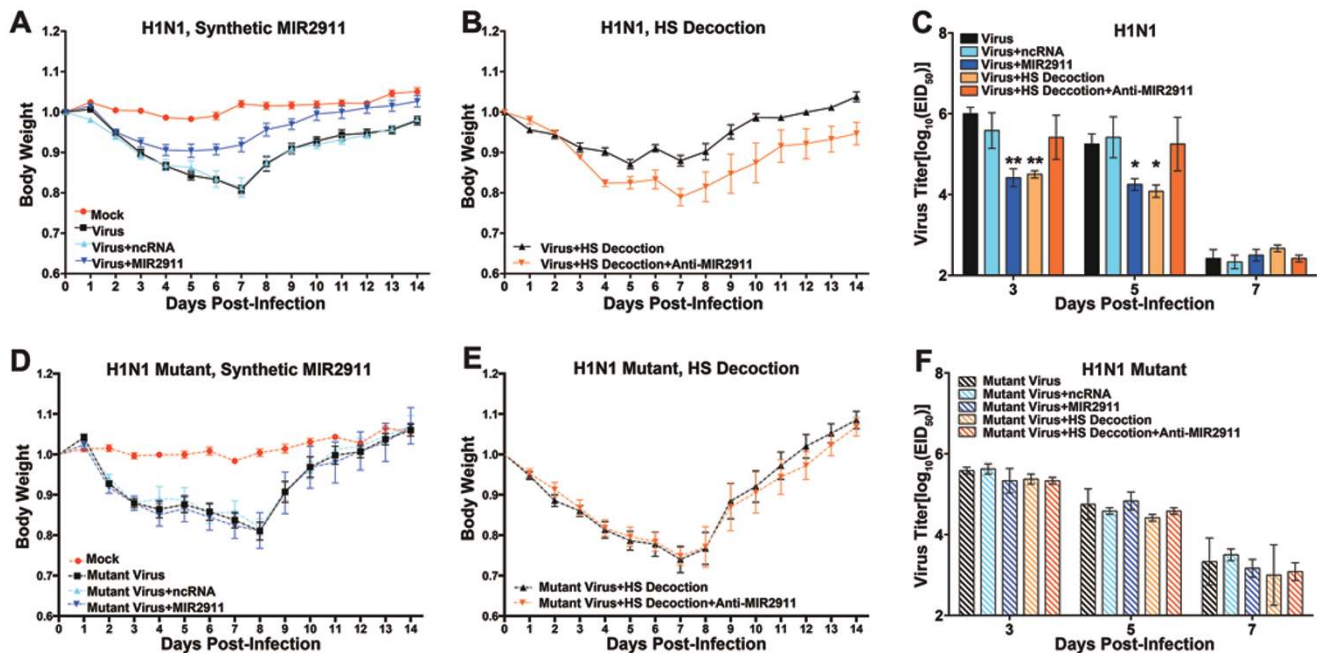 A
H1N1, Synthetic MIR2911
Body Weight
1.2
1.1
1.0
0.9
0.8
0.7
0.6
Mock
Virus
Virus+ncRNA
Virus+MIR2911
0 1 2 3 4 5 6 7 8 9 10 11 12 13 14
Days Post-Infection
B
H1N1, HS Decoction
Body Weight
1.2
1.1
1.0
0.9
0.8
0.7
0.6
Virus+HS Decoction
Virus+HS Decoction+Anti-MIR2911
0 1 2 3 4 5 6 7 8 9 10 11 12 13 14
Days Post-Infection
C
H1N1
Virus Titer[log10(EID50)]
6
4
2
Virus
Virus+ncRNA
Virus+MIR2911
Virus+HS Decoction
Virus+HS Deccotion+Anti-MIR2911
** **
* *
3 5 7
Days Post-Infection
D
H1N1 Mutant, Synthetic MIR2911
Body Weight
1.2
1.1
1.0
0.9
0.8
0.7
0.6
Mock
Mutant Virus
Mutant Virus+ncRNA
Mutant Virus+MIR2911
0 1 2 3 4 5 6 7 8 9 10 11 12 13 14
Days Post-Infection
E
H1N1 Mutant, HS Decoction
Body Weight
1.2
1.1
1.0
0.9
0.8
0.7
0.6
Mutant Virus+HS Decoction
Mutant Virus+HS Decoction+Anti-MIR2911
0 1 2 3 4 5 6 7 8 9 10 11 12 13 14
Days Post-Infection
F
H1N1 Mutant
Virus Titer[log10(EID50)]
6
4
2
Mutant Virus
Mutant Virus+ncRNA
Mutant Virus+MIR2911
Mutant Virus+HS Decoction
Mutant Virus+HS Deccotion+Anti-MIR2911
3 5 7
Days Post-Infection